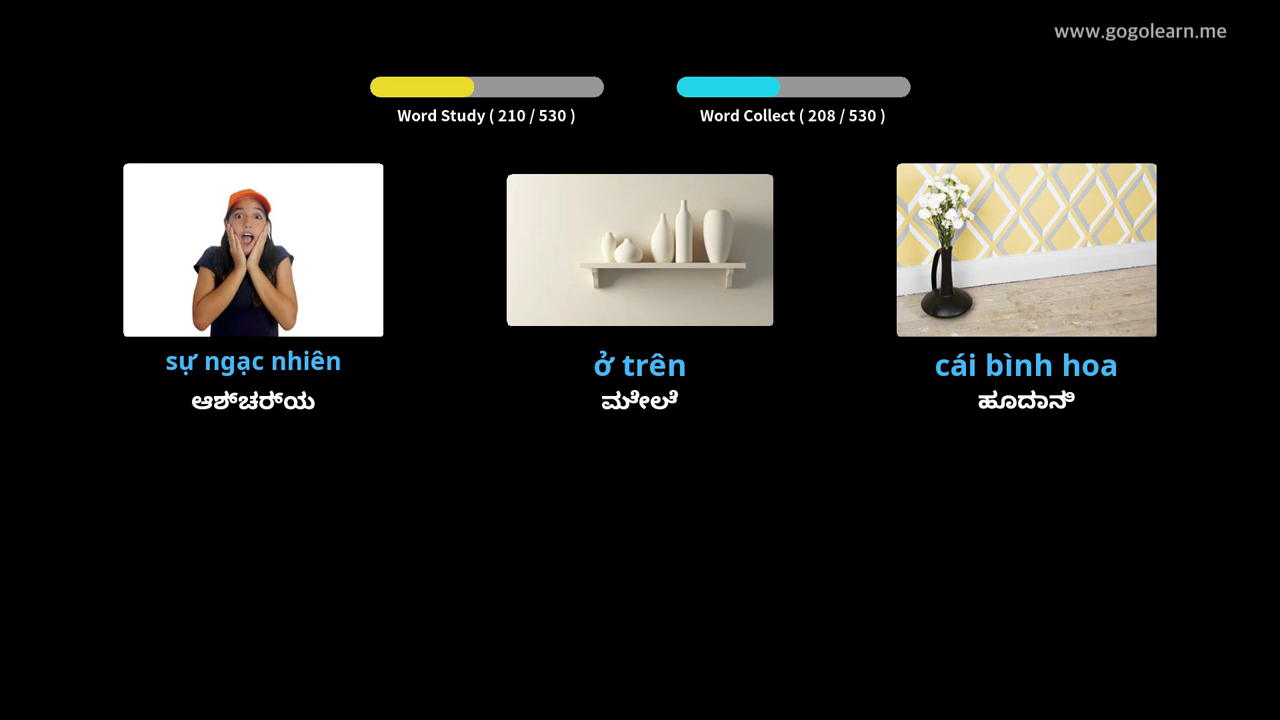 www.gogolearn.me
Word Study ( 210 / 530 )
Word Collect ( 208 / 530 )
sự ngạc nhiên
ở trên
cái bình hoa
ಆಶ್ಚರ್ಯ
ಮೇಲೆ
ಹೂದಾನಿ